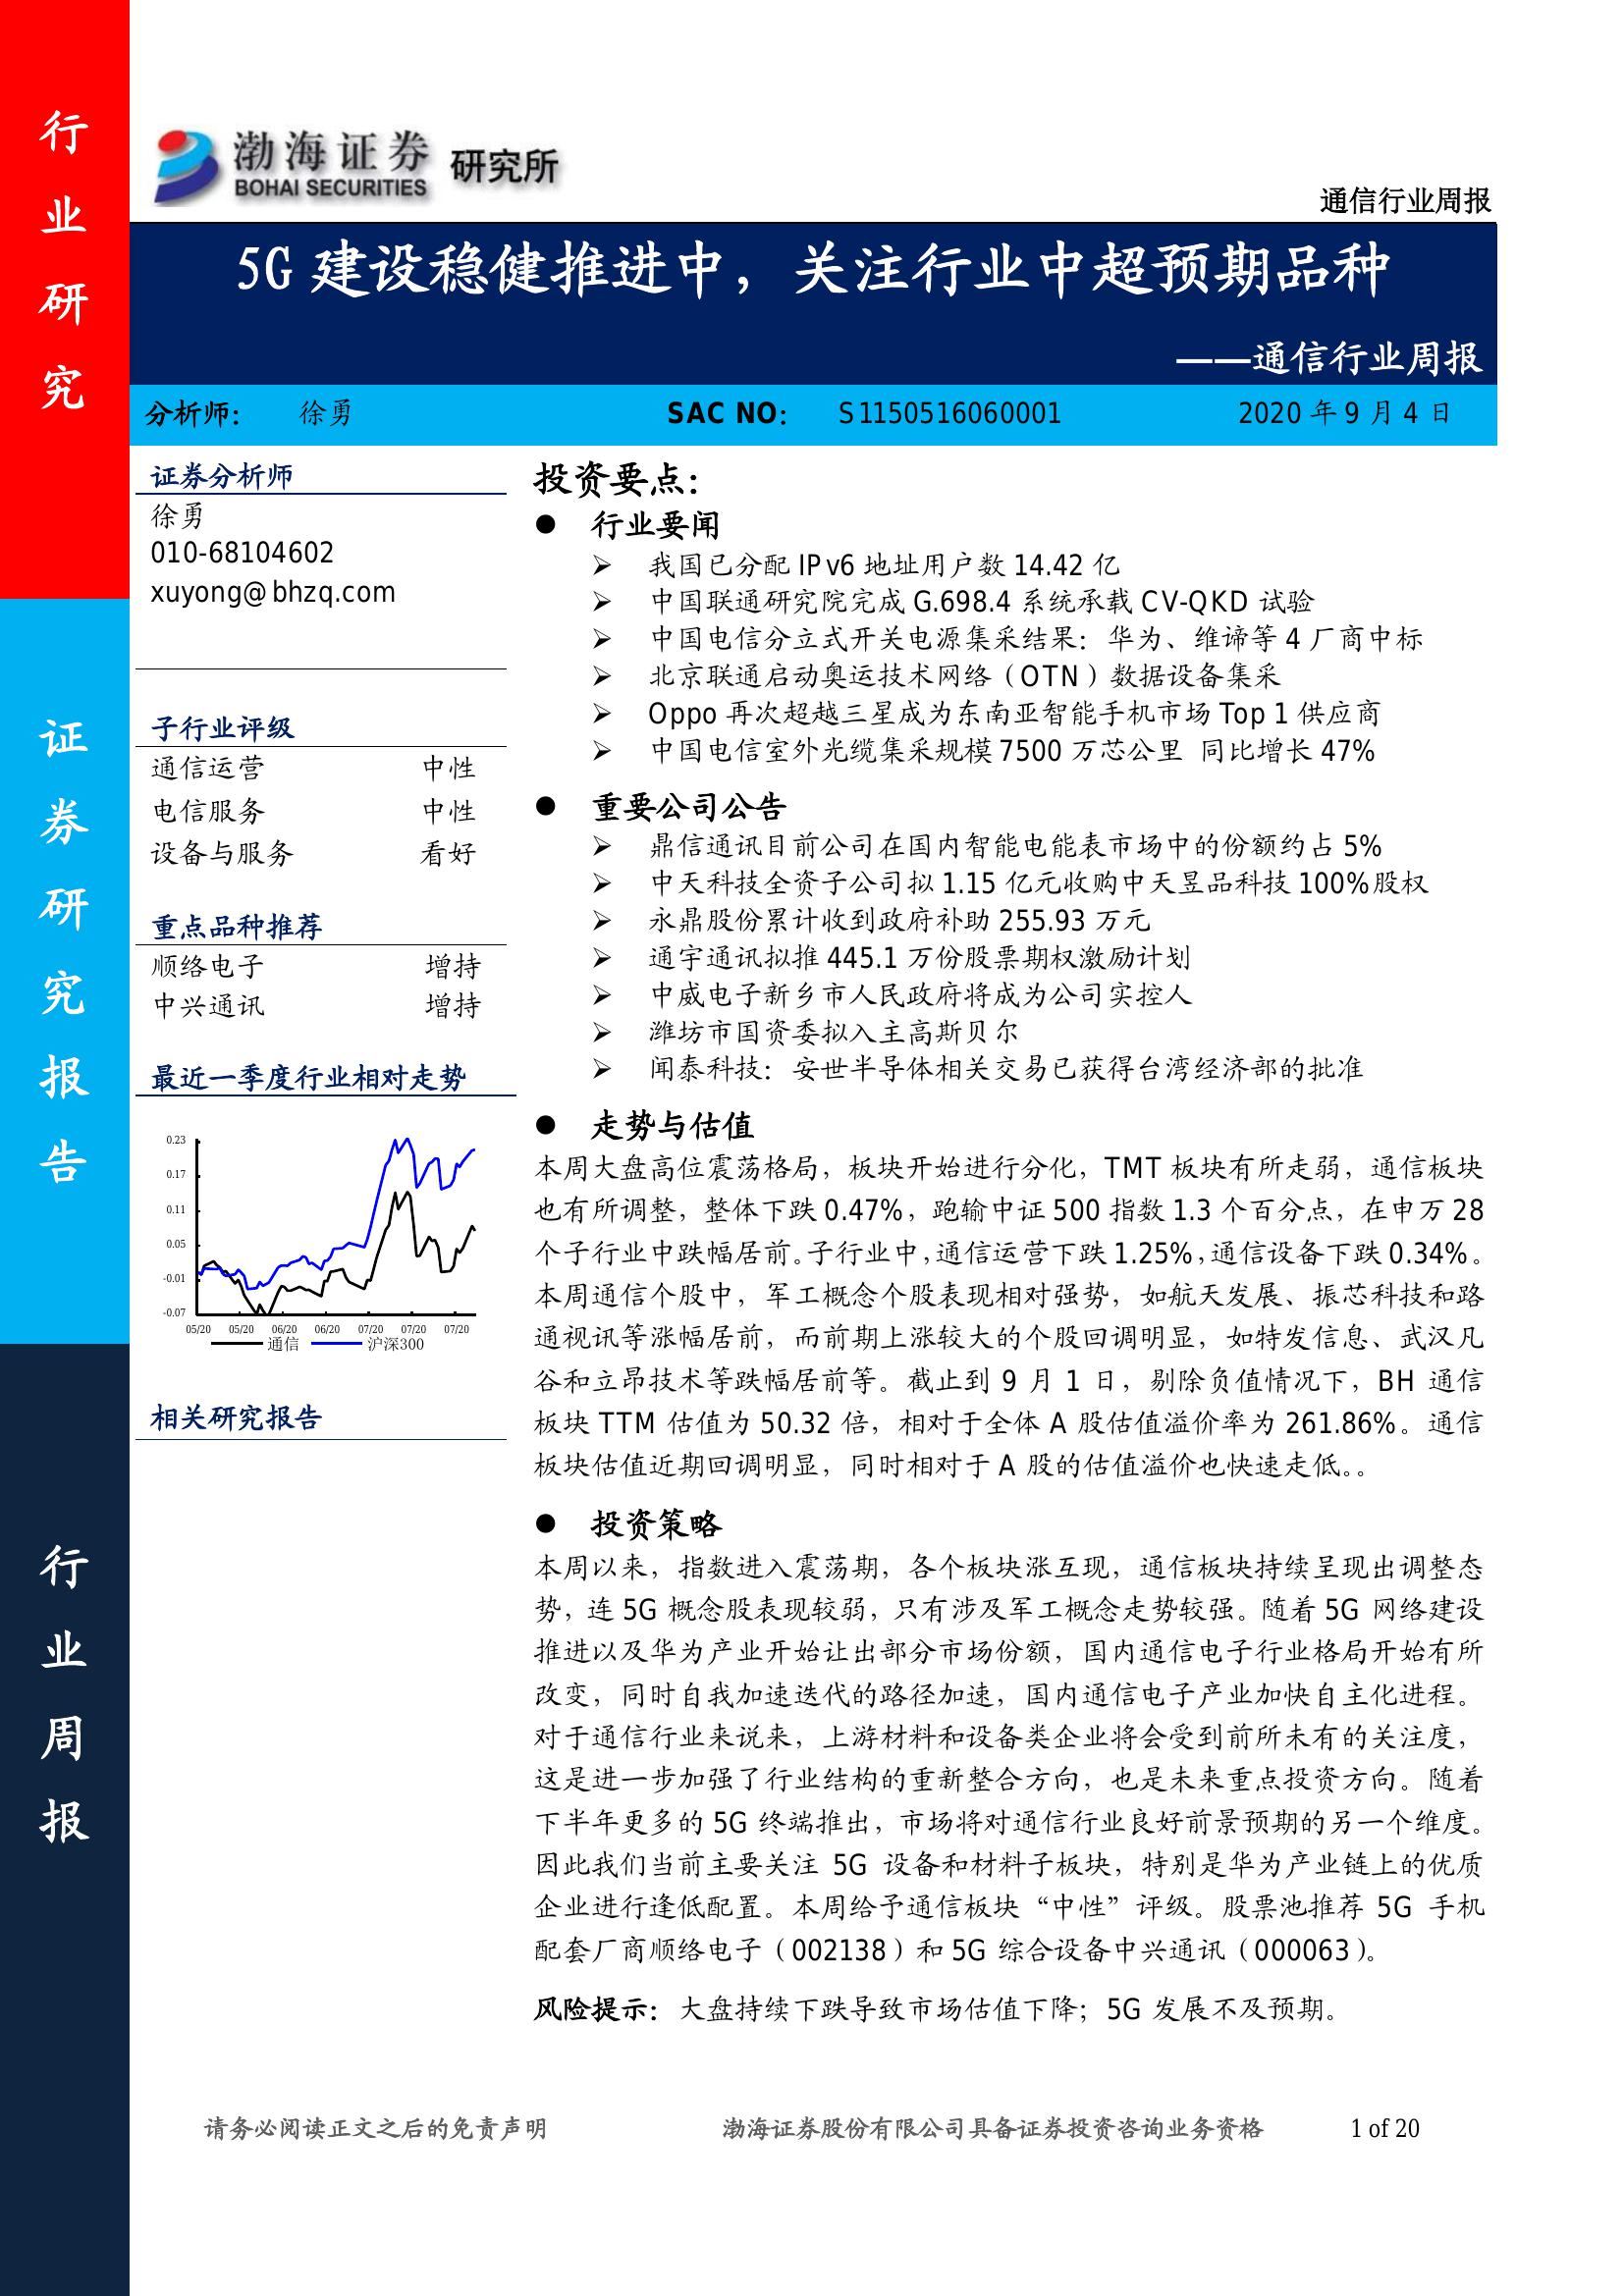 行业研究
证券研究报告
行业周报
渤海证券 研究所
BOHAI SECURITIES
通信行业周报
5G 建设稳健推进中，关注行业中超预期品种
——通信行业周报
分析师： 徐勇 SAC NO： S1150516060001 2020 年 9 月 4 日
证券分析师
徐勇
010-68104602
xuyong@bhzq.com
子行业评级
通信运营 中性
电信服务 中性
设备与服务 看好
重点品种推荐
顺络电子 增持
中兴通讯 增持
最近一季度行业相对走势
0.23
0.17
0.11
0.05
-0.01
-0.07
05/20 05/20 06/20 06/20 07/20 07/20 07/20
通信 沪深300
相关研究报告
投资要点：
● 行业要闻
➢ 我国已分配 IPv6 地址用户数 14.42 亿
➢ 中国联通研究院完成 G.698.4 系统承载 CV-QKD 试验
➢ 中国电信分立式开关电源集采结果：华为、维谛等 4 厂商中标
➢ 北京联通启动奥运技术网络（OTN）数据设备集采
➢ Oppo 再次超越三星成为东南亚智能手机市场 Top 1 供应商
➢ 中国电信室外光缆集采规模 7500 万芯公里 同比增长 47%
● 重要公司公告
➢ 鼎信通讯目前公司在国内智能电能表市场中的份额约占 5%
➢ 中天科技全资子公司拟 1.15 亿元收购中天昱品科技 100%股权
➢ 永鼎股份累计收到政府补助 255.93 万元
➢ 通宇通讯拟推 445.1 万份股票期权激励计划
➢ 中威电子新乡市人民政府将成为公司实控人
➢ 潍坊市国资委拟入主高斯贝尔
➢ 闻泰科技：安世半导体相关交易已获得台湾经济部的批准
● 走势与估值
本周大盘高位震荡格局，板块开始进行分化，TMT 板块有所走弱，通信板块
也有所调整，整体下跌 0.47%，跑输中证 500 指数 1.3 个百分点，在申万 28
个子行业中跌幅居前。子行业中，通信运营下跌 1.25%，通信设备下跌 0.34%。
本周通信个股中，军工概念个股表现相对强势，如航天发展、振芯科技和路
通视讯等涨幅居前，而前期上涨较大的个股回调明显，如特发信息、武汉凡
谷和立昂技术等跌幅居前等。截止到 9 月 1 日，剔除负值情况下，BH 通信
板块 TTM 估值为 50.32 倍，相对于全体 A 股估值溢价率为 261.86%。通信
板块估值近期回调明显，同时相对于 A 股的估值溢价也快速走低。。
● 投资策略
本周以来，指数进入震荡期，各个板块涨互现，通信板块持续呈现出调整态
势，连 5G 概念股表现较弱，只有涉及军工概念走势较强。随着 5G 网络建设
推进以及华为产业开始让出部分市场份额，国内通信电子行业格局开始有所
改变，同时自我加速迭代的路径加速，国内通信电子产业加快自主化进程。
对于通信行业来说来，上游材料和设备类企业将会受到前所未有的关注度，
这是进一步加强了行业结构的重新整合方向，也是未来重点投资方向。随着
下半年更多的 5G 终端推出，市场将对通信行业良好前景预期的另一个维度。
因此我们当前主要关注 5G 设备和材料子板块，特别是华为产业链上的优质
企业进行逢低配置。本周给予通信板块“中性”评级。股票池推荐 5G 手机
配套厂商顺络电子（002138）和 5G 综合设备中兴通讯（000063）。
风险提示：大盘持续下跌导致市场估值下降；5G 发展不及预期。
请务必阅读正文之后的免责声明 渤海证券股份有限公司具备证券投资咨询业务资格 1 of 20